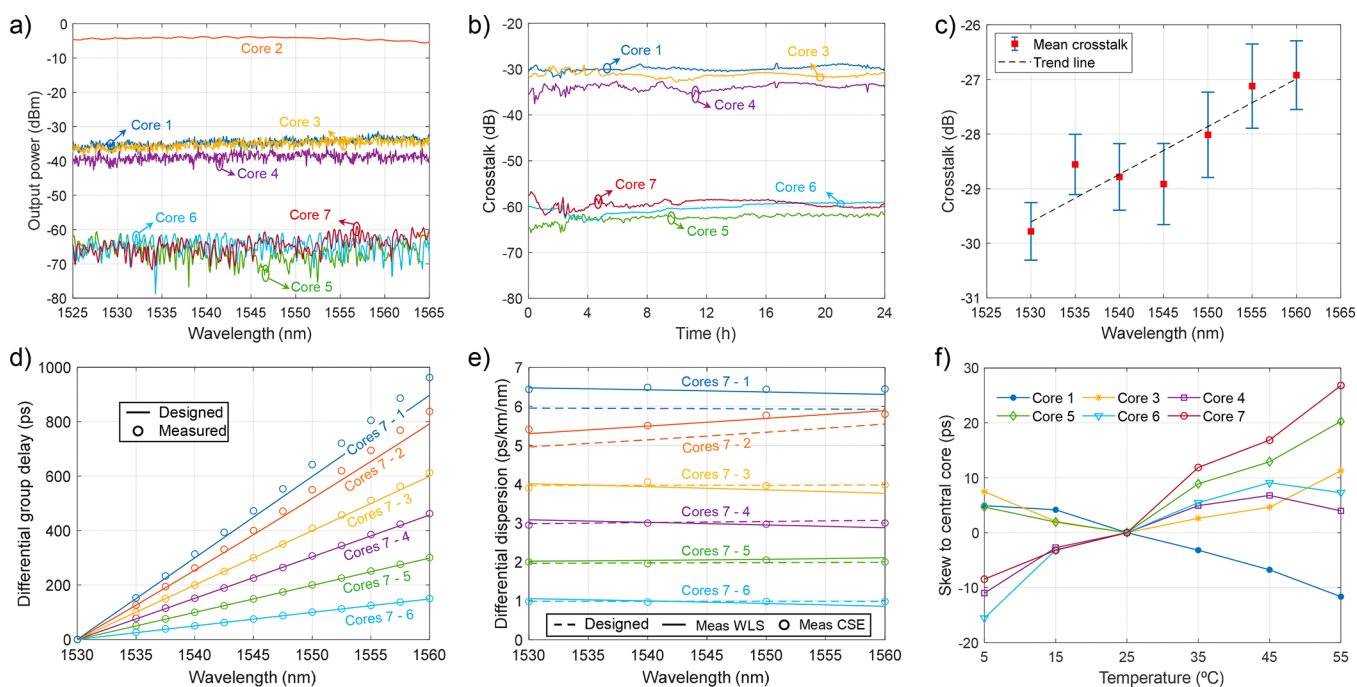 a)
Output power (dBm)
0
-10
-20
-30
-40
-50
-60
-70
-80
Core 2
Core 1
Core 3
Core 4
Core 6
Core 7
Core 5
1525 1530 1535 1540 1545 1550 1555 1560 1565
Wavelength (nm)
b)
Crosstalk (dB)
-20
-30
-40
-50
-60
-70
-80
Core 1
Core 3
Core 4
Core 7
Core 6
Core 5
0 4 8 12 16 20 24
Time (h)
c)
Crosstalk (dB)
-26
-27
-28
-29
-30
-31
Mean crosstalk
Trend line
1525 1530 1535 1540 1545 1550 1555 1560 1565
Wavelength (nm)
d)
Differential group delay (ps)
1000
800
600
400
200
0
Designed
Measured
Cores 7 - 1
Cores 7 - 2
Cores 7 - 3
Cores 7 - 4
Cores 7 - 5
Cores 7 - 6
1530 1535 1540 1545 1550 1555 1560
Wavelength (nm)
e)
Differential dispersion (ps/km/nm)
7
6
5
4
3
2
1
0
Cores 7 - 1
Cores 7 - 2
Cores 7 - 3
Cores 7 - 4
Cores 7 - 5
Cores 7 - 6
Designed Meas WLS Meas CSE
1530 1535 1540 1545 1550 1555 1560
Wavelength (nm)
f)
Skew to central core (ps)
30
20
10
0
-10
-20
Core 1 Core 3 Core 4
Core 5 Core 6 Core 7
5 15 25 35 45 55
Temperature (ºC)